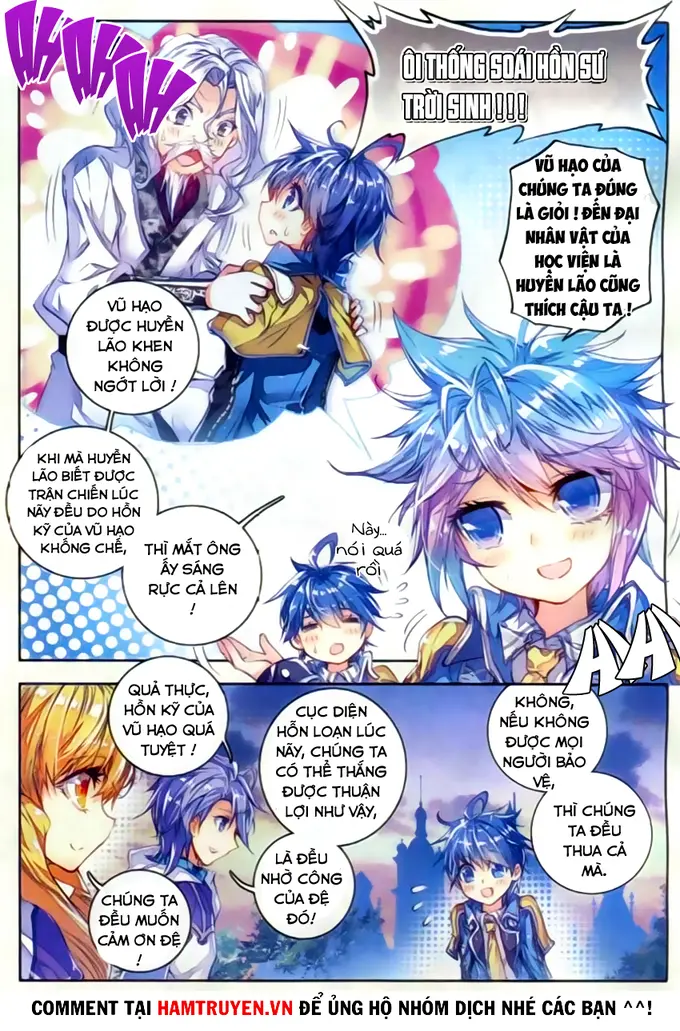 AH AH AH
ÔI THỐNG SOÁI HỒN SƯ
TRỜI SINH!!!
VŨ HẠO CỦA
CHÚNG TA ĐÚNG
LÀ GIỎI! ĐẾN ĐẠI
NHÂN VẬT CỦA
HỌC VIỆN LÀ
HUYỀN LÃO CŨNG
THÍCH CẬU TA!
VŨ HẠO
ĐƯỢC HUYỀN
LÃO KHEN
KHÔNG
NGỚT LỜI!
KHI MÀ HUYỀN
LÃO BIẾT ĐƯỢC
TRẬN CHIẾN LÚC
NÃY ĐỀU DO HỒN
KỸ CỦA VŨ HẠO
KHỐNG CHẾ,
THÌ MẮT ÔNG
ẤY SÁNG
RỰC CẢ LÊN
!
Này...
nói quá
rồi
AYAYA
QUẢ THỰC,
HỒN KỸ CỦA
VŨ HẠO QUÁ
TUYỆT!
CỤC DIỆN
HỖN LOẠN LÚC
NÃY, CHÚNG TA
CÓ THỂ THẮNG
ĐƯỢC THUẬN
LỢI NHƯ VẬY,
LÀ ĐỀU
NHỜ CÔNG
CỦA ĐỆ
ĐÓ!
CHÚNG TA
ĐỀU MUỐN
CẢM ƠN ĐỆ
!
KHÔNG,
NẾU KHÔNG
ĐƯỢC MỌI
NGƯỜI BẢO
VỆ,
THÌ CHÚNG
TA ĐỀU
THUA CẢ
MÀ.
COMMENT TẠI HAMTRUYEN.VN ĐỂ ỦNG HỘ NHÓM DỊCH NHÉ CÁC BẠN ^^!